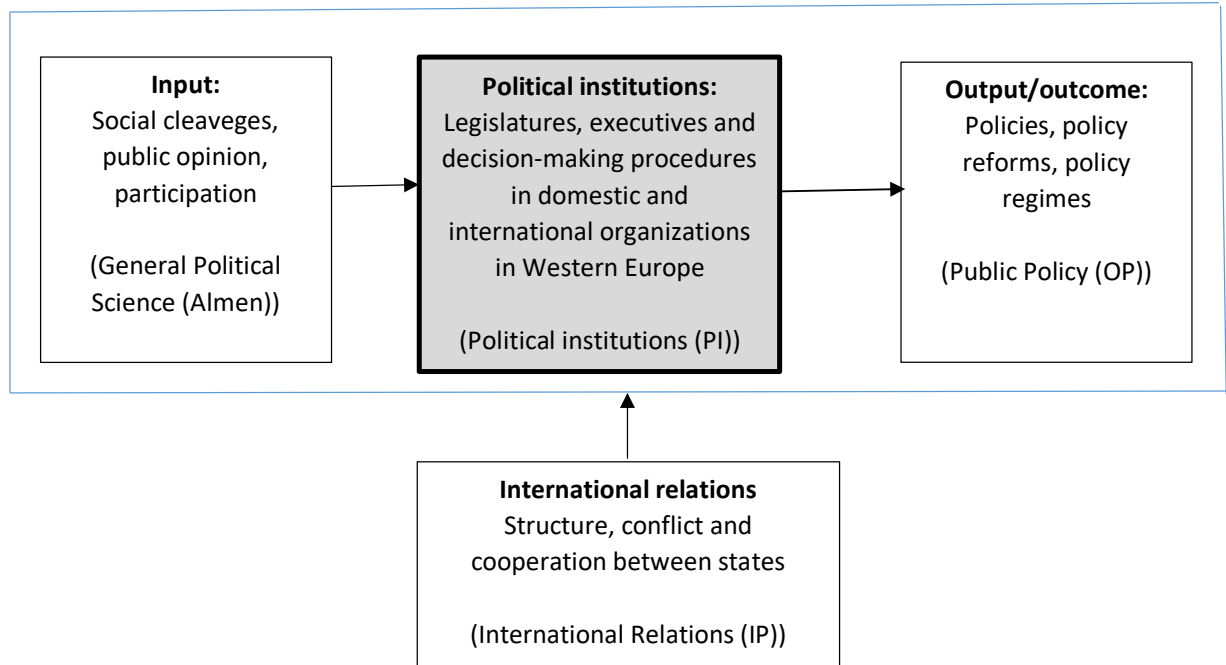 Input:
Social cleaveges,
public opinion,
participation
(General Political
Science (Almen))
Political institutions:
Legislatures, executives and
decision-making procedures
in domestic and
international organizations
in Western Europe
(Political institutions (PI))
Output/outcome:
Policies, policy
reforms, policy
regimes
(Public Policy (OP))
International relations
Structure, conflict and
cooperation between states
(International Relations (IP))